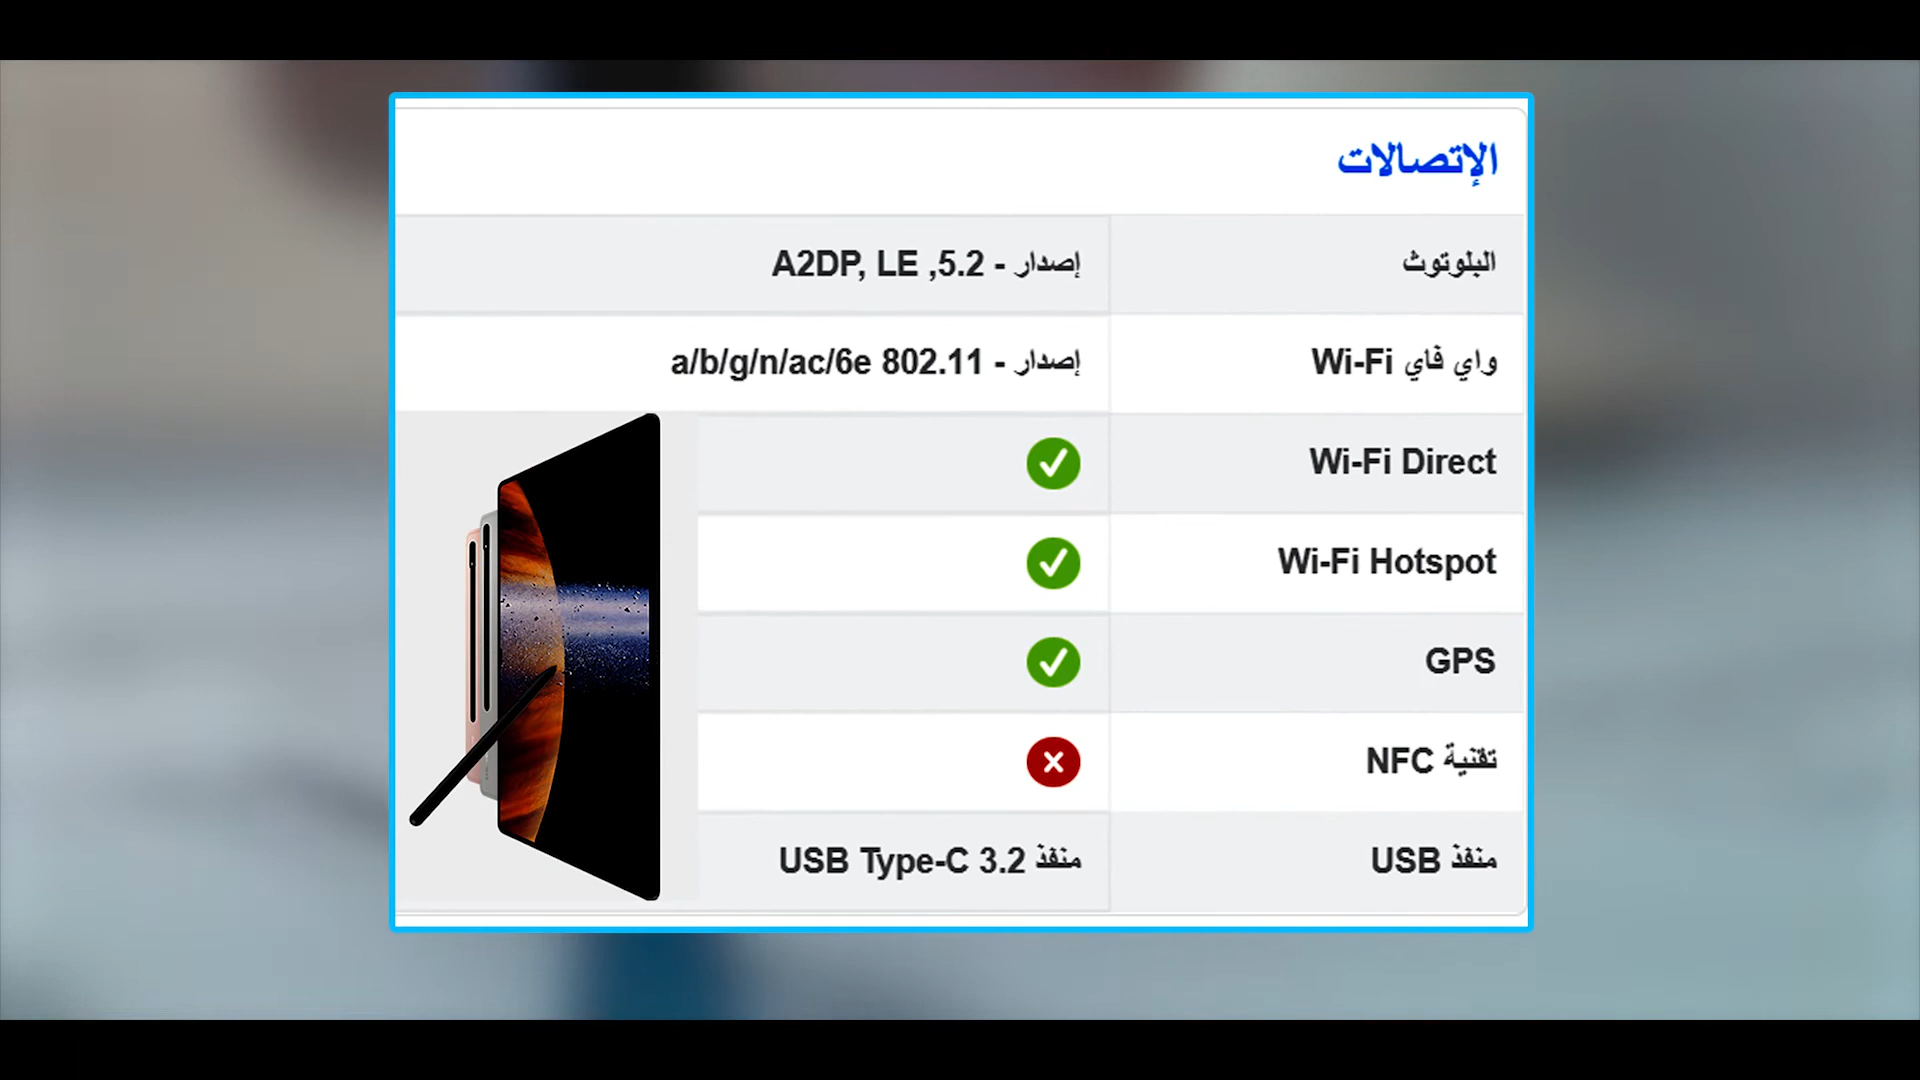 الإتصالات
البلوتوث إصدار - 5.2, A2DP, LE
واي فاي Wi-Fi إصدار - 802.11 a/b/g/n/ac/6e
Wi-Fi Direct
Wi-Fi Hotspot
GPS
تقنية NFC
منفذ USB منفذ USB Type-C 3.2